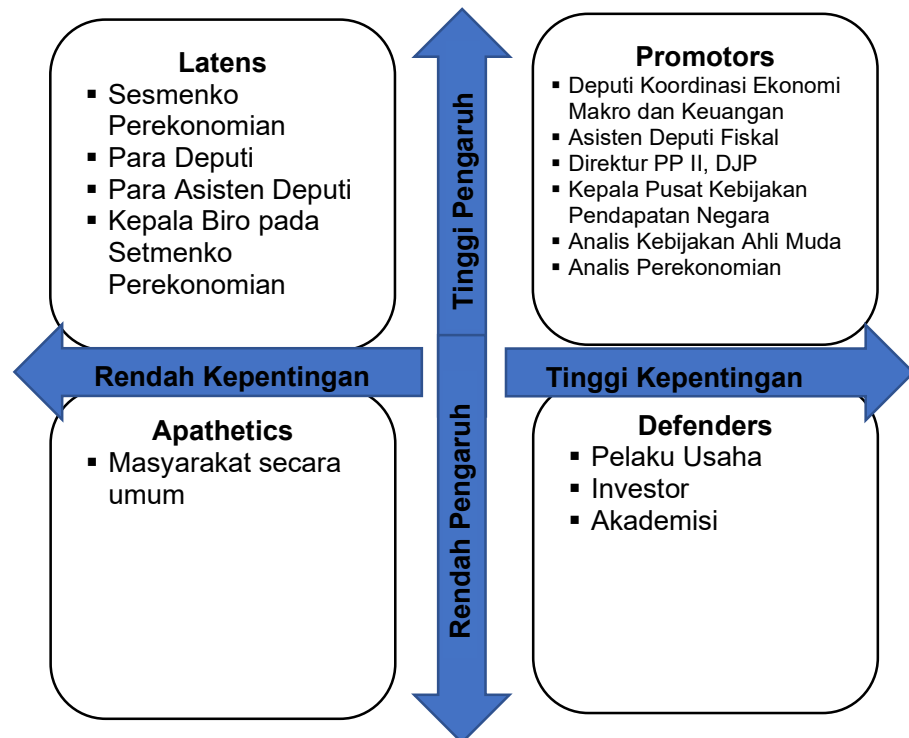 Latens
▪ Sesmenko
Perekonomian
▪ Para Deputi
▪ Para Asisten Deputi
▪ Kepala Biro pada
Setmenko
Perekonomian
Tinggi Pengaruh
Promotors
▪ Deputi Koordinasi Ekonomi
Makro dan Keuangan
▪ Asisten Deputi Fiskal
▪ Direktur PP II, DJP
▪ Kepala Pusat Kebijakan
Pendapatan Negara
▪ Analis Kebijakan Ahli Muda
▪ Analis Perekonomian
Rendah Kepentingan
Tinggi Kepentingan
Apathetics
▪ Masyarakat secara
umum
Rendah Pengaruh
Defenders
▪ Pelaku Usaha
▪ Investor
▪ Akademisi